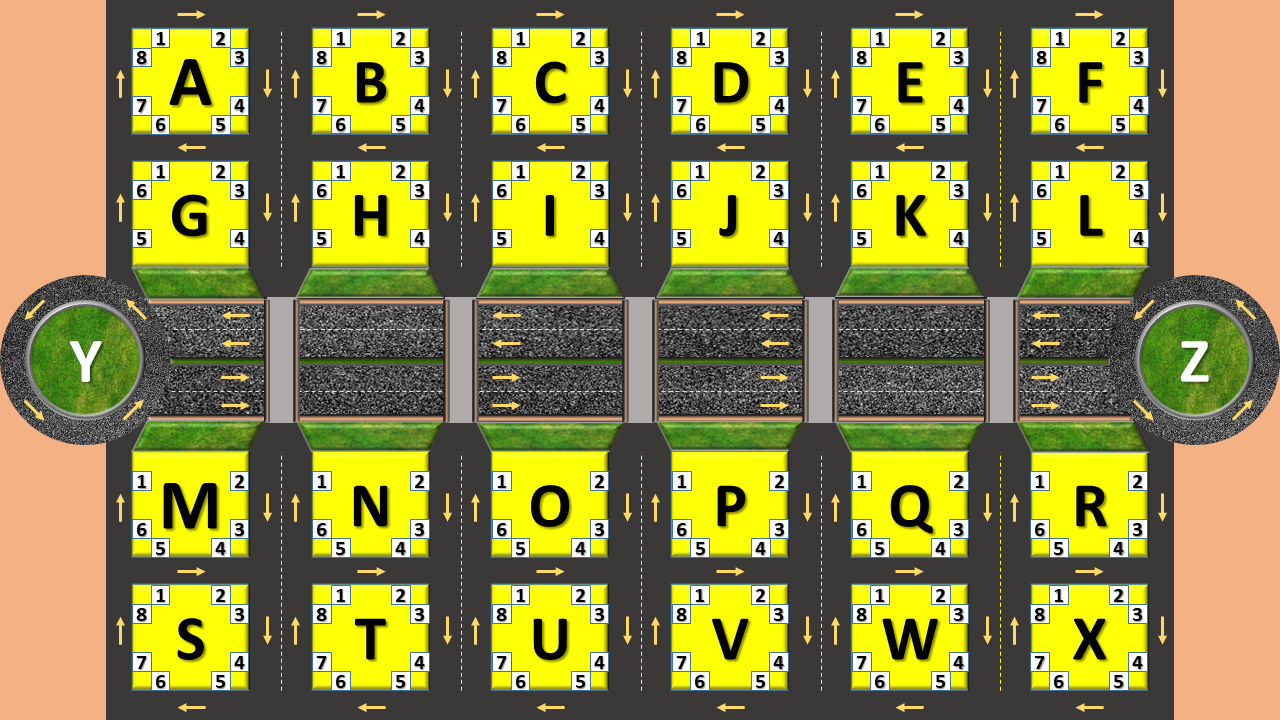 1 2 1 2 1 2 1 2 1 2 1 2
8 3 8 3 8 3 8 3 8 3 8 3
A B C D E F
7 4 7 4 7 4 7 4 7 4 7 4
6 5 6 5 6 5 6 5 6 5 6 5
1 2 1 2 1 2 1 2 1 2 1 2
6 3 6 3 6 3 6 3 6 3 6 3
G H I J K L
5 4 5 4 5 4 5 4 5 4 5 4
Y Z
1 2 1 2 1 2 1 2 1 2 1 2
M N O P Q R
6 3 6 3 6 3 6 3 6 3 6 3
5 4 5 4 5 4 5 4 5 4 5 4
1 2 1 2 1 2 1 2 1 2 1 2
8 3 8 3 8 3 8 3 8 3 8 3
S T U V W X
7 4 7 4 7 4 7 4 7 4 7 4
6 5 6 5 6 5 6 5 6 5 6 5